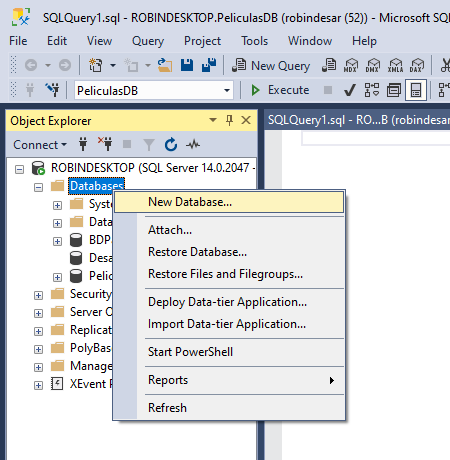 SQLQuery1.sql - ROBINDESKTOP.PeliculasDB (robindesar (52)) - Microsoft SQ
File Edit View Query Project Tools Window Help
New Query MDX DMX XMLA DAX
PeliculasDB Execute
Object Explorer
SQLQuery1.sql - RO...B (robindesar
Connect
ROBINDESKTOP (SQL Server 14.0.2047 -
Databases
Syste
New Database...
Data
Attach...
BDP
Restore Database...
Desa
Restore Files and Filegroups...
Pelic
Security
Deploy Data-tier Application...
Server O
Import Data-tier Application...
Replicat
PolyBas
Start PowerShell
Manage
XEvent P
Reports
Refresh